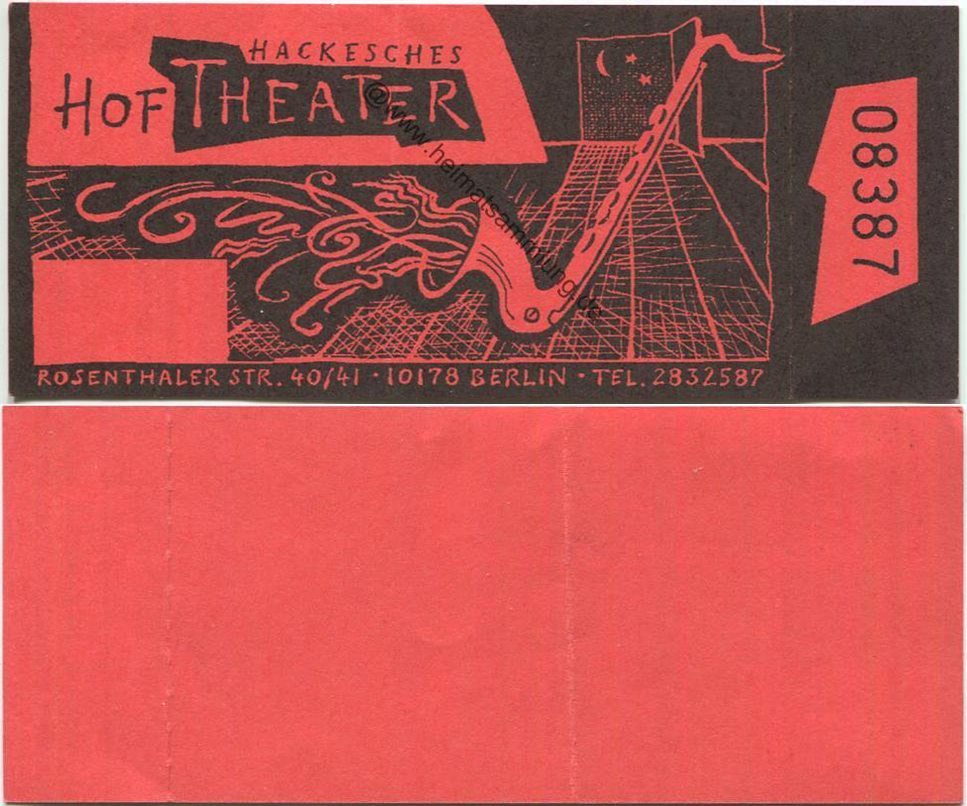 HACKESCHES
HOF THEATER
@www.heimatsammlung.de
08387
ROSENTHALER STR. 40/41 · 10178 BERLIN · TEL. 2832587